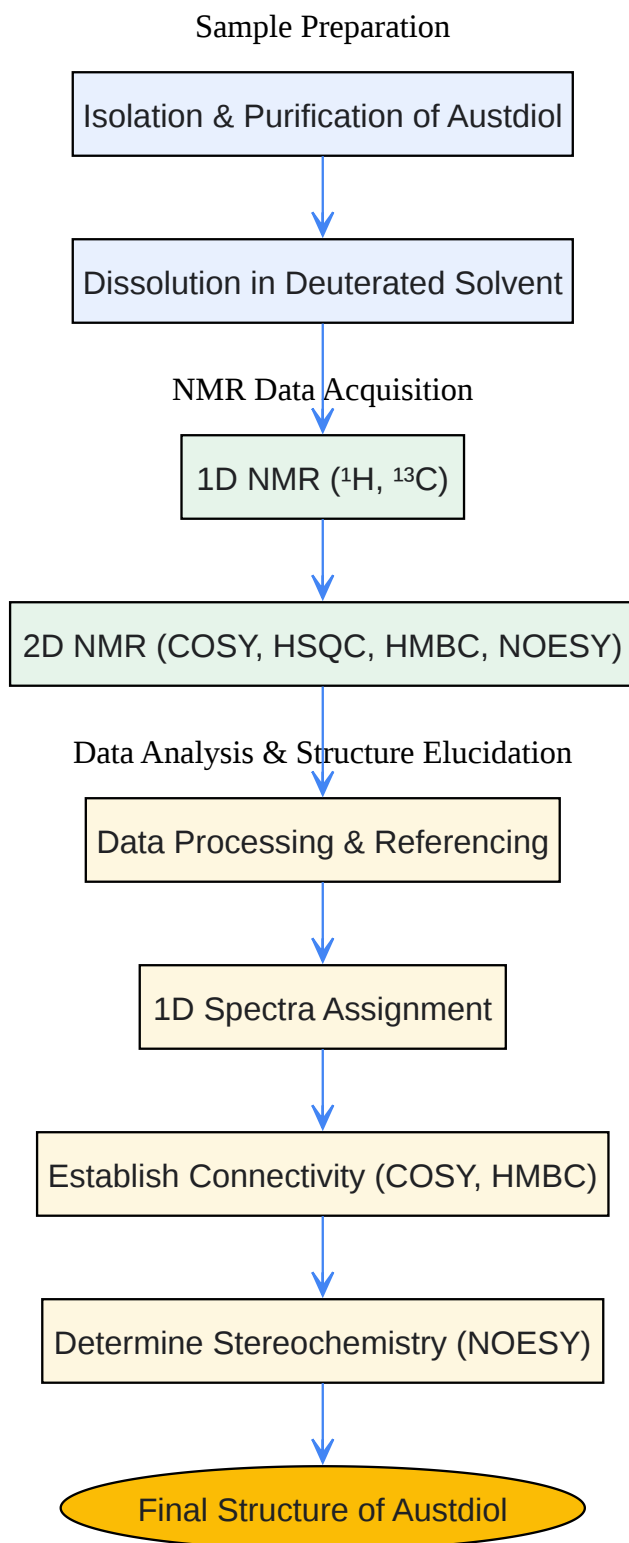 Sample Preparation
Isolation & Purification of Austdiol
Dissolution in Deuterated Solvent
NMR Data Acquisition
1D NMR (¹H, ¹³C)
2D NMR (COSY, HSQC, HMBC, NOESY)
Data Analysis & Structure Elucidation
Data Processing & Referencing
1D Spectra Assignment
Establish Connectivity (COSY, HMBC)
Determine Stereochemistry (NOESY)
Final Structure of Austdiol